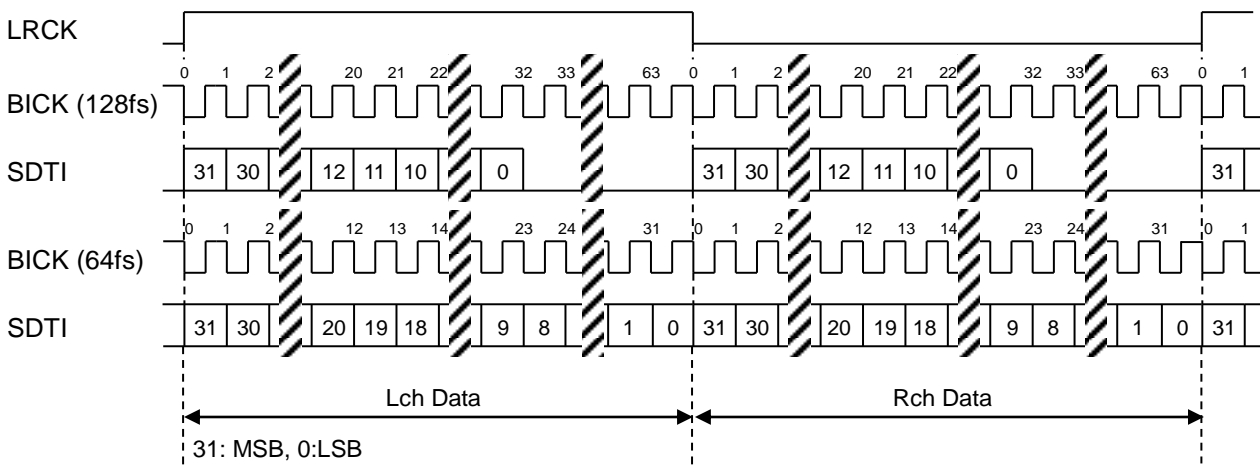 LRCK
0 1 2 20 21 22 32 33 63 0 1 2 20 21 22 32 33 63 0 1
BICK (128fs)
SDTI 31 30 12 11 10 0 31 30 12 11 10 0 31
0 1 2 12 13 14 23 24 31 0 1 2 12 13 14 23 24 31 0 1
BICK (64fs)
SDTI 31 30 20 19 18 9 8 1 0 31 30 20 19 18 9 8 1 0 31
Lch Data Rch Data
31: MSB, 0:LSB